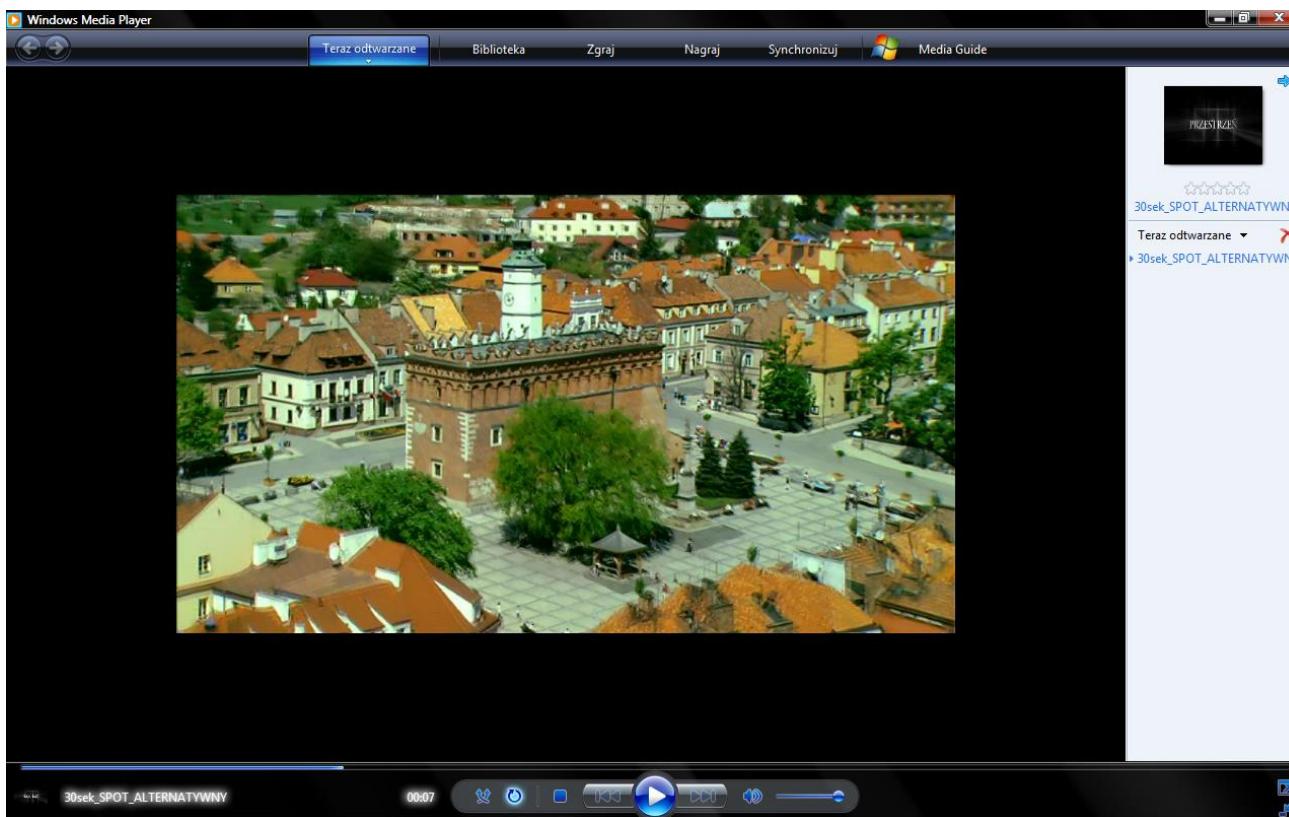 Windows Media Player
Teraz odtwarzane Biblioteka Zgraj Nagraj Synchronizuj Media Guide
PRZESTRZEŃ
30sek_SPOT_ALTERNATYWN
Teraz odtwarzane
30sek_SPOT_ALTERNATYWN
30sek_SPOT_ALTERNATYWNY 00:07